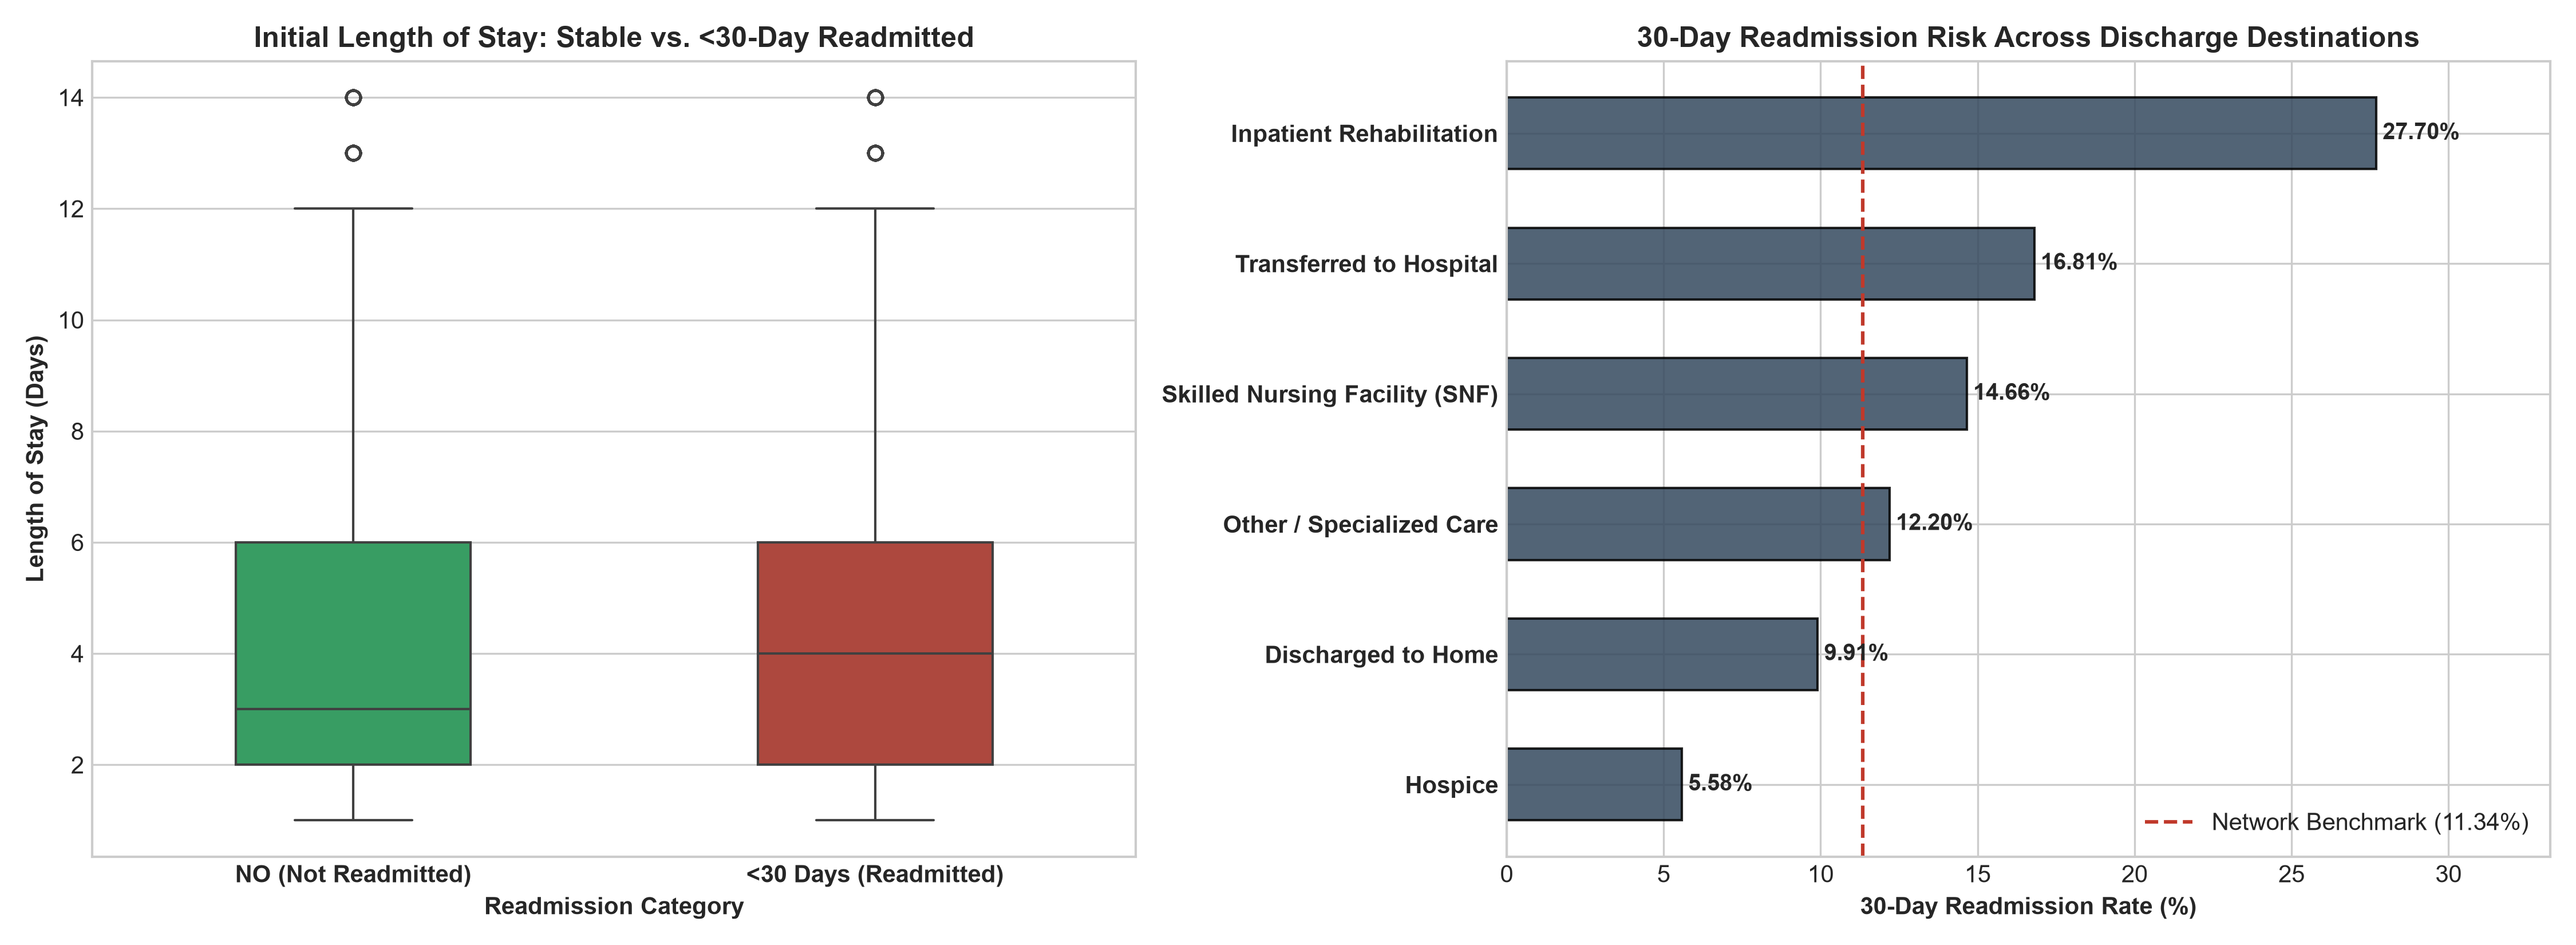 Initial Length of Stay: Stable vs. <30-Day Readmitted
Length of Stay (Days)
14
12
10
8
6
4
2
NO (Not Readmitted)
<30 Days (Readmitted)
Readmission Category
30-Day Readmission Risk Across Discharge Destinations
Inpatient Rehabilitation 27.70%
Transferred to Hospital 16.81%
Skilled Nursing Facility (SNF) 14.66%
Other / Specialized Care 12.20%
Discharged to Home 9.91%
Hospice 5.58%
Network Benchmark (11.34%)
0 5 10 15 20 25 30
30-Day Readmission Rate (%)